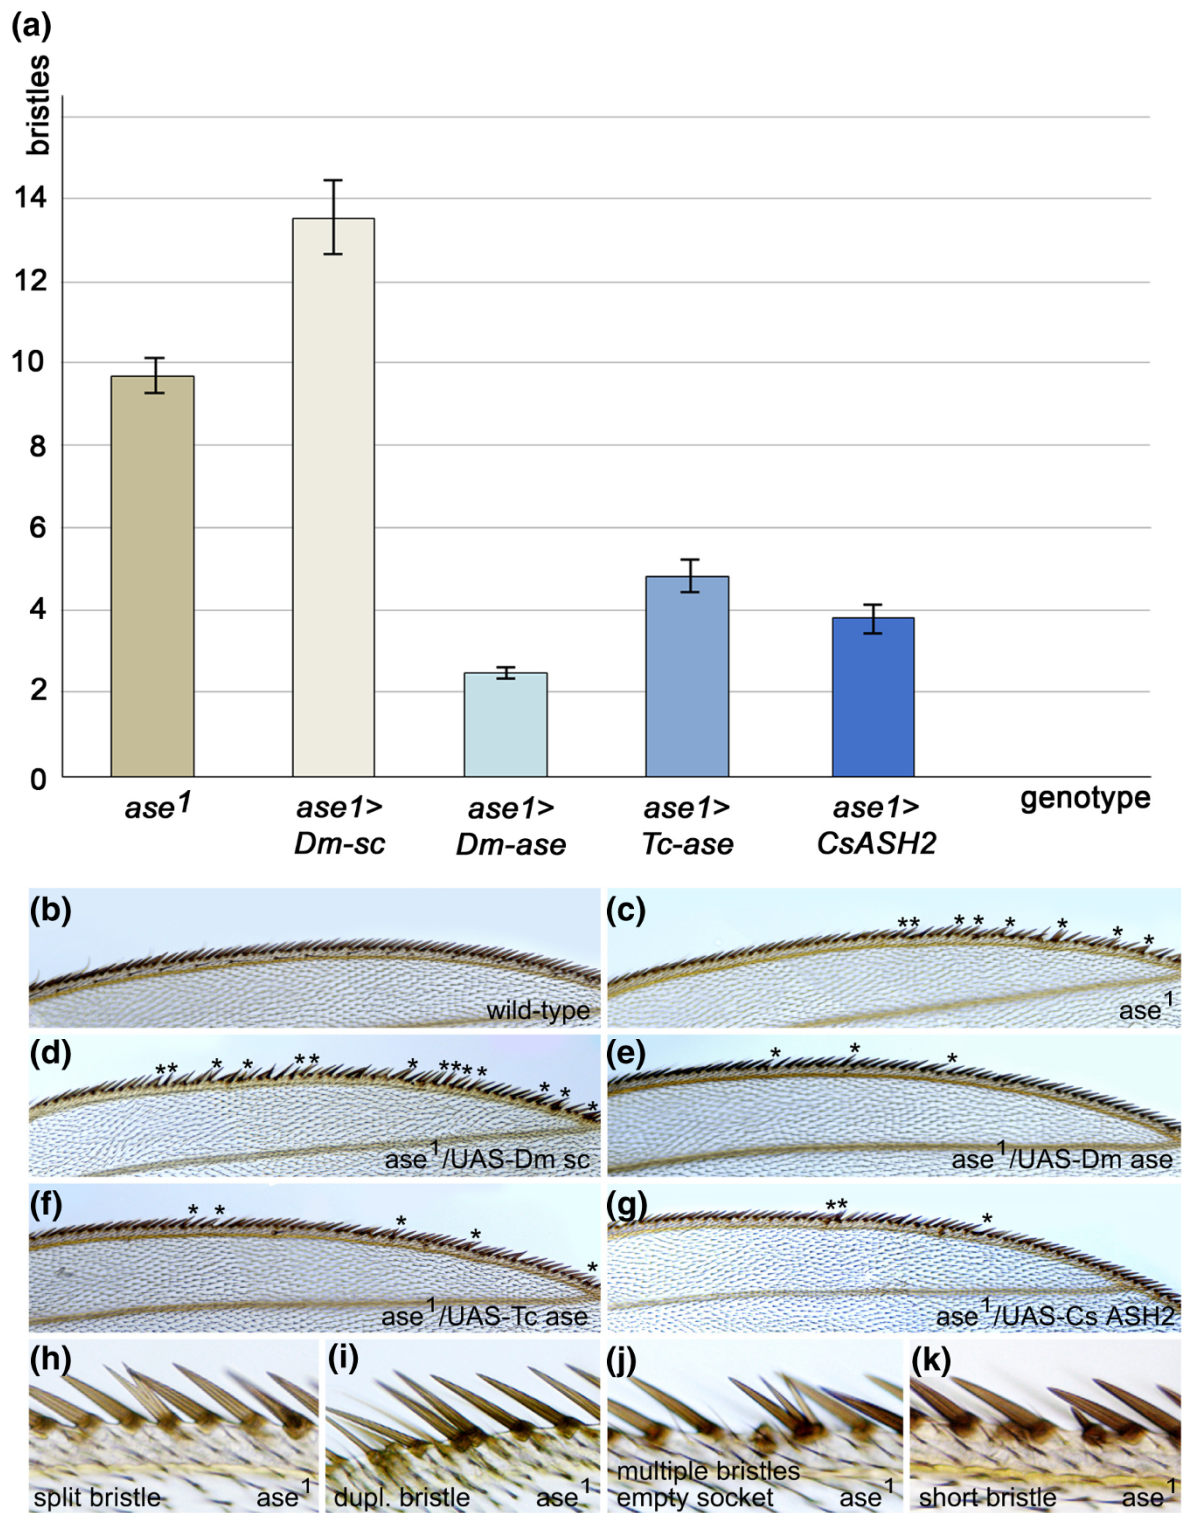 (a)
bristles
14
12
10
8
6
4
2
0
ase1
ase1>
Dm-sc
ase1>
Dm-ase
ase1>
Tc-ase
ase1>
CsASH2
genotype
(b)
wild-type
(c)
** ** * * * *
ase1
(d)
** * * ** * **** * * *
ase1/UAS-Dm sc
(e)
* * *
ase1/UAS-Dm ase
(f)
* * * * *
ase1/UAS-Tc ase
(g)
** *
ase1/UAS-Cs ASH2
(h)
split bristle ase1
(i)
dupl. bristle ase1
(j)
multiple bristles
empty socket ase1
(k)
short bristle ase1